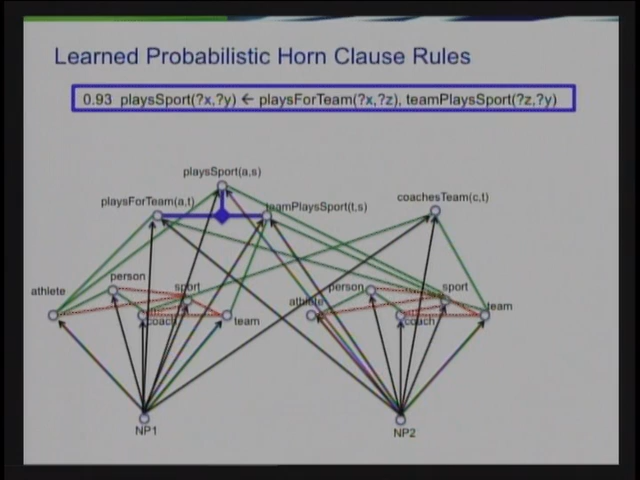 Learned Probabilistic Horn Clause Rules
0.93 playsSport(?x,?y) ← playsForTeam(?x,?z), teamPlaysSport(?z,?y)
playsSport(a,s)
playsForTeam(a,t)
teamPlaysSport(t,s)
coachesTeam(c,t)
person
sport
athlete
coach
team
person
sport
athlete
coach
team
NP1
NP2